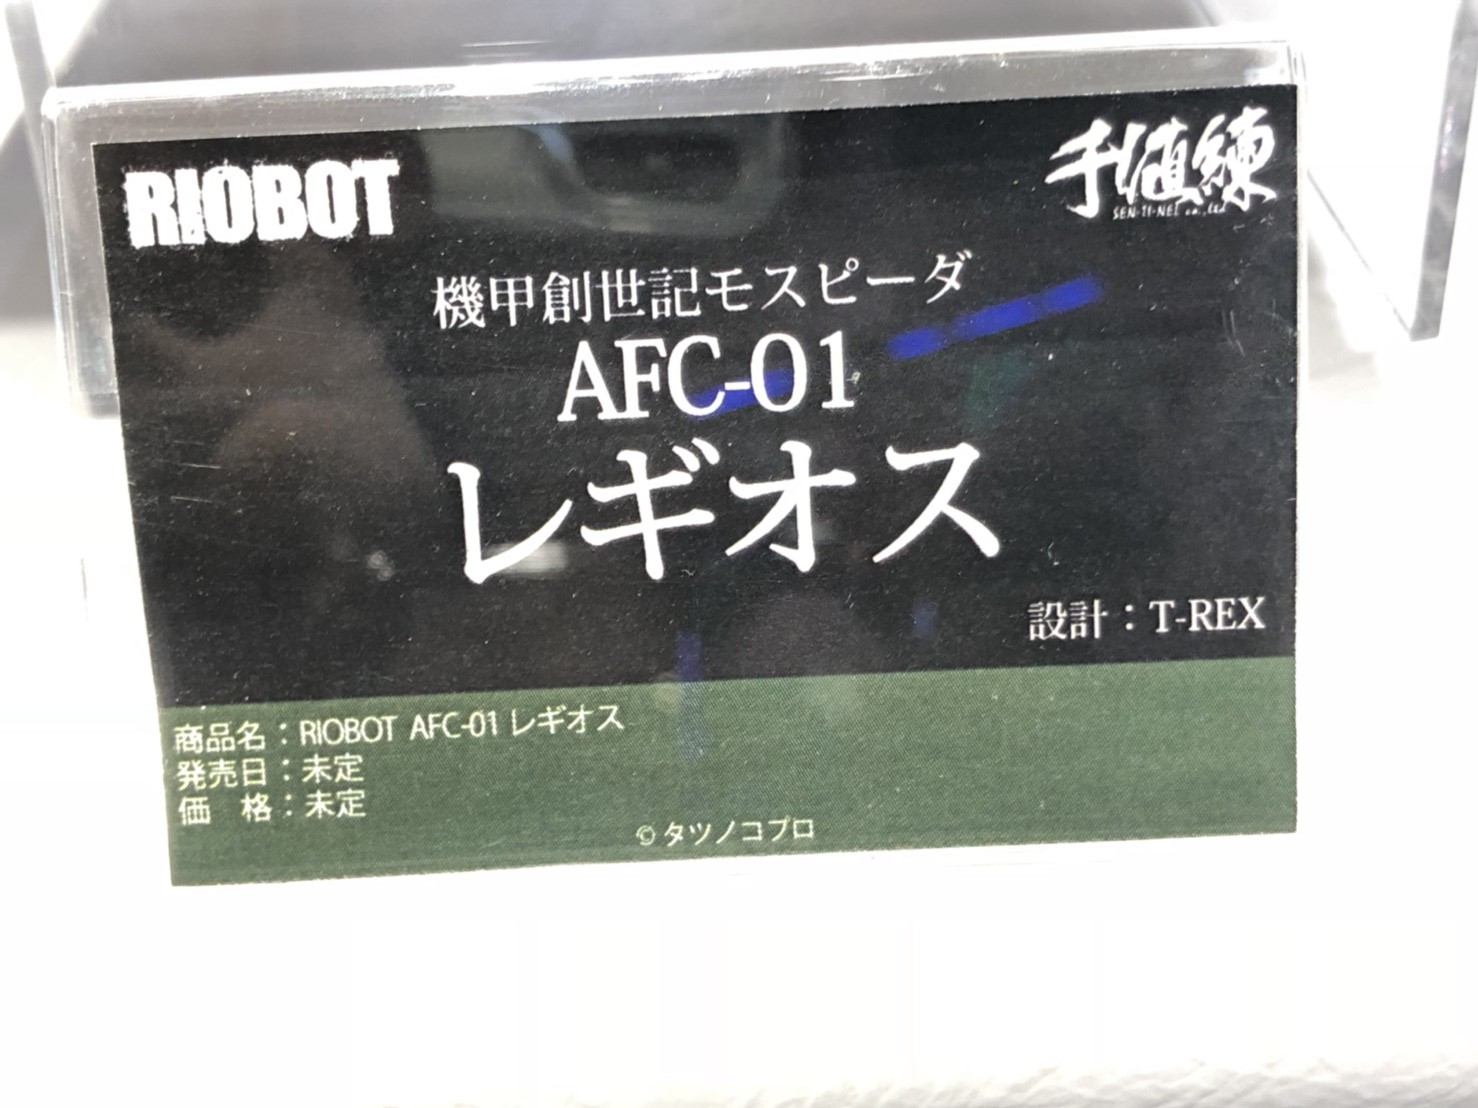 RIOBOT
千値練
SEN-TI-NEL co.,ltd
機甲創世記モスピーダ
AFC-01
レギオス
設計：T-REX
商品名：RIOBOT AFC-01 レギオス
発売日：未定
価　格：未定
©タツノコプロ